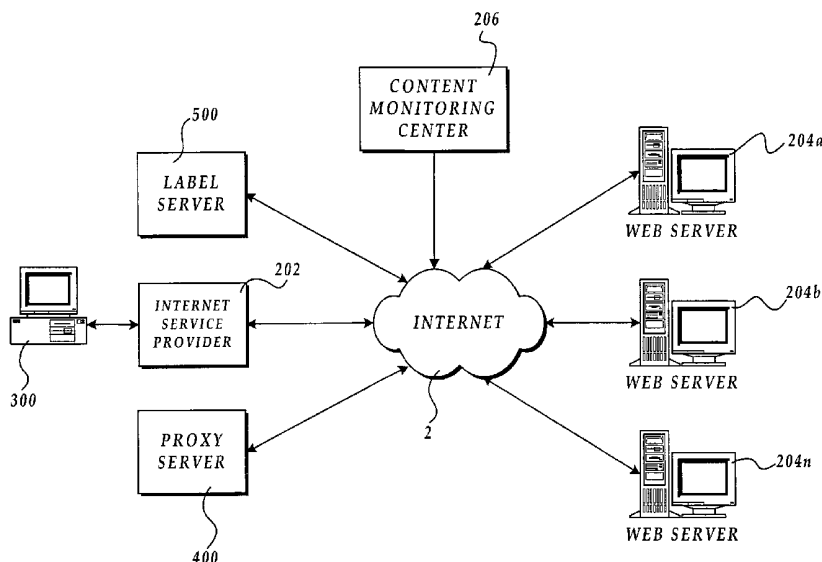 206
CONTENT
MONITORING
CENTER
500
LABEL
SERVER
204a
WEB SERVER
202
INTERNET
SERVICE
PROVIDER
300
INTERNET
2
204b
WEB SERVER
PROXY
SERVER
400
204n
WEB SERVER